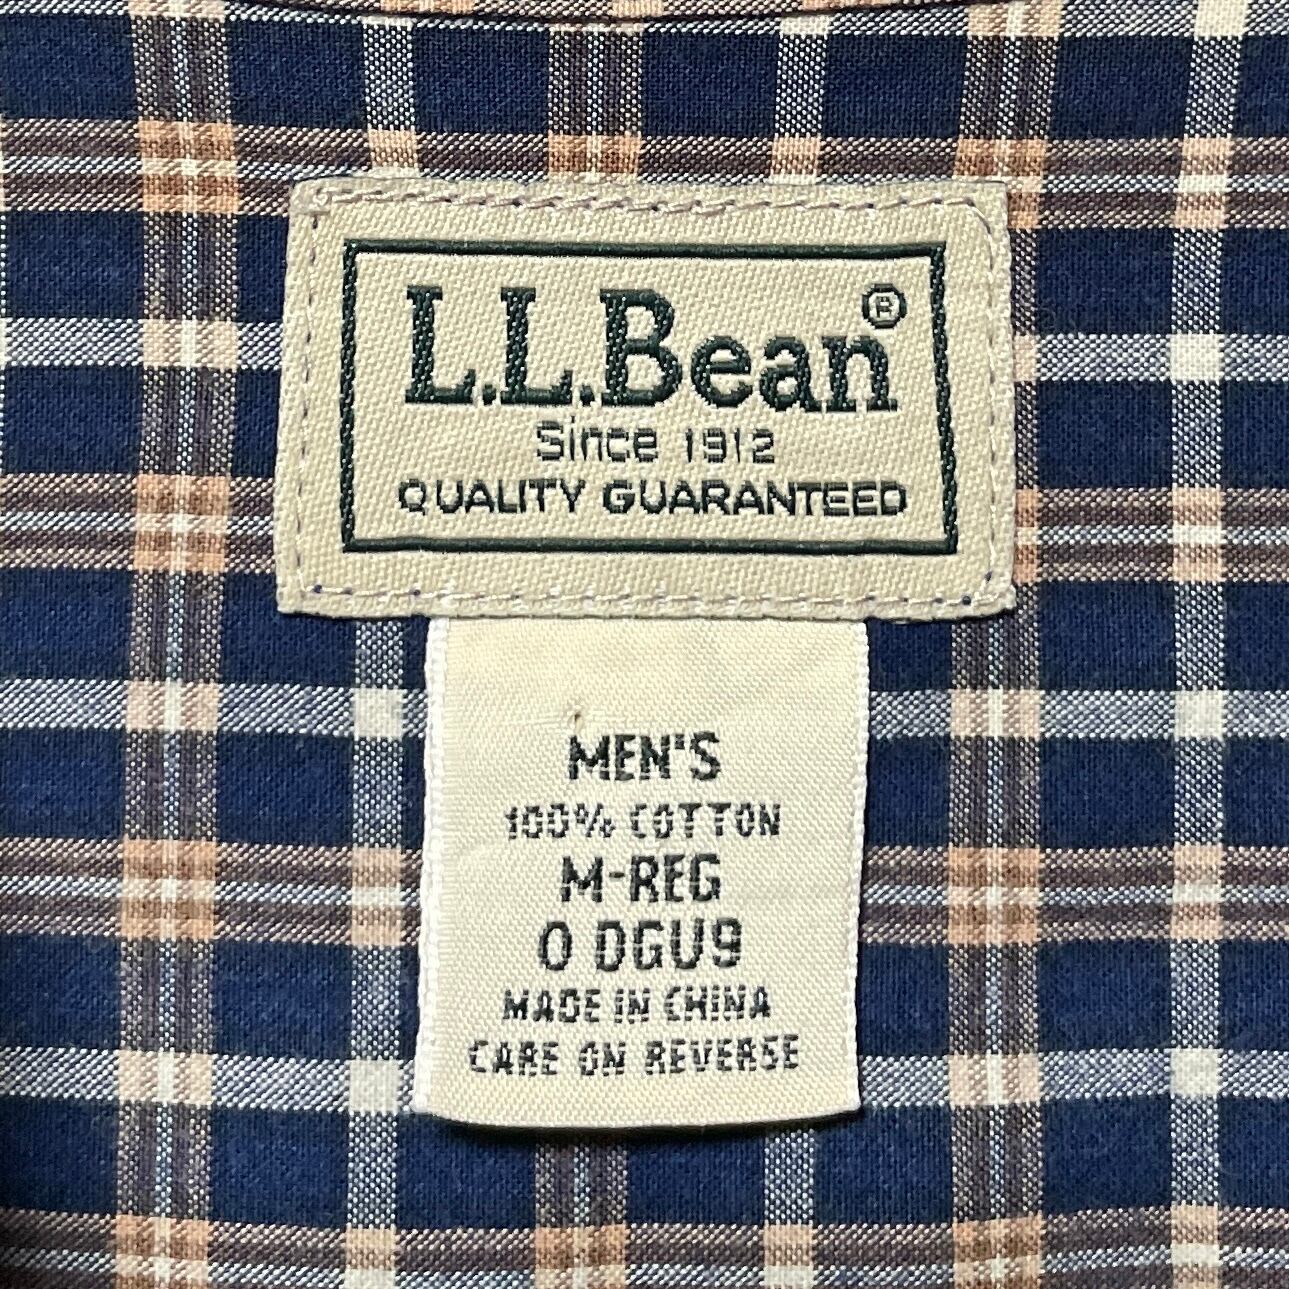 L.L.Bean®
Since 1912
QUALITY GUARANTEED
MEN'S
100% COTTON
M-REG
0 DGU9
MADE IN CHINA
CARE ON REVERSE